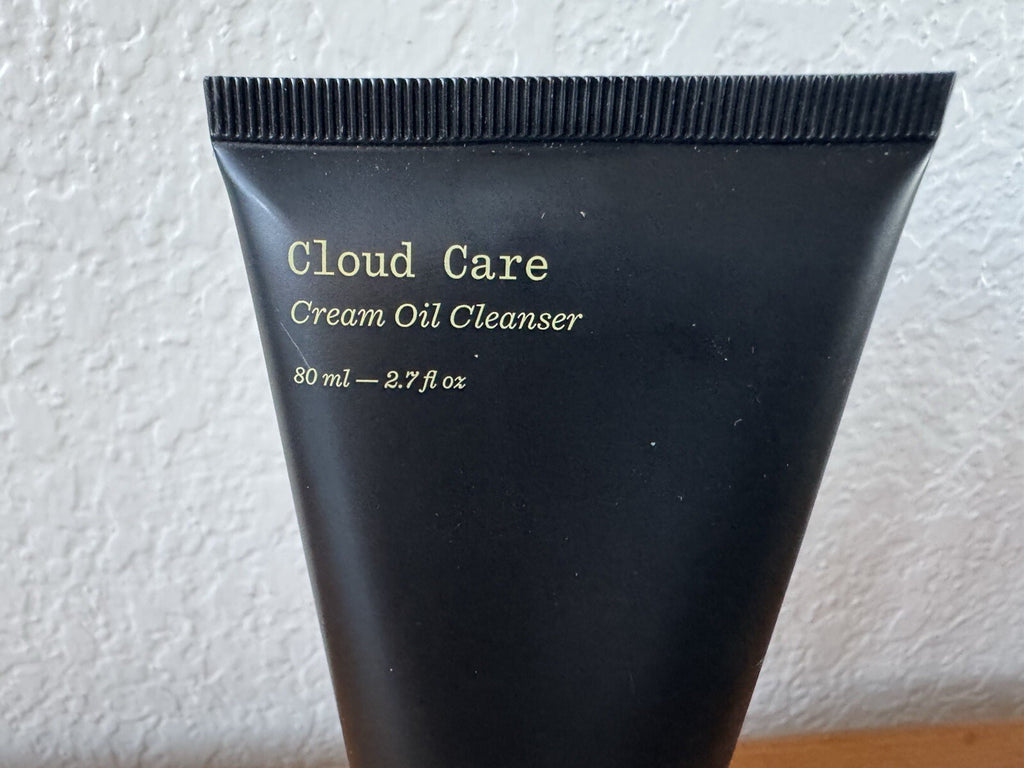 Cloud Care
Cream Oil Cleanser
80 ml — 2.7 fl oz